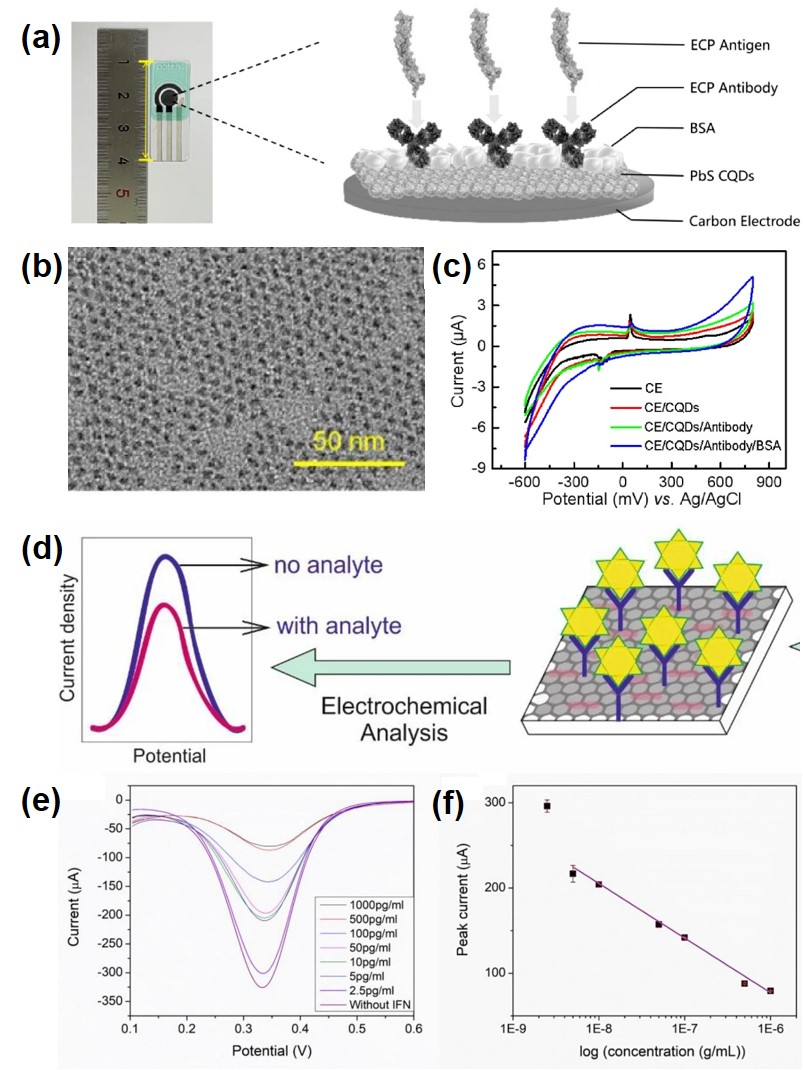 (a)
1
2
3
4
5
ECP Antigen
ECP Antibody
BSA
PbS CQDs
Carbon Electrode
(b)
50 nm
(c)
6
3
0
-3
-6
-9
Current (μA)
CE
CE/CQDs
CE/CQDs/Antibody
CE/CQDs/Antibody/BSA
-600 -300 0 300 600 900
Potential (mV) vs. Ag/AgCl
(d)
Current density
no analyte
with analyte
Potential
Electrochemical
Analysis
(e)
0
-50
-100
-150
-200
-250
-300
-350
Current (μA)
1000pg/ml
500pg/ml
100pg/ml
50pg/ml
10pg/ml
5pg/ml
2.5pg/ml
Without IFN
0.1 0.2 0.3 0.4 0.5 0.6
Potential (V)
(f)
300
200
100
Peak current (μA)
1E-9 1E-8 1E-7 1E-6
log (concentration (g/mL))